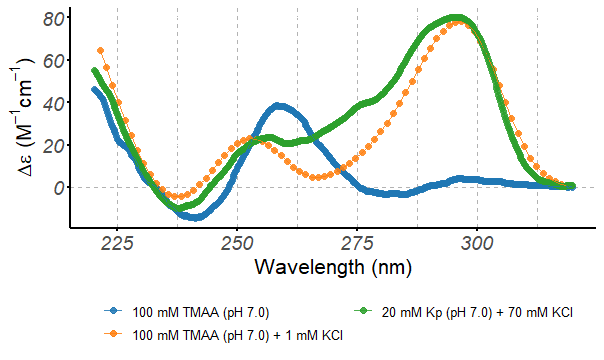 80
60
40
20
0
Δε (M⁻¹cm⁻¹)
225 250 275 300
Wavelength (nm)
100 mM TMAA (pH 7.0) 20 mM Kp (pH 7.0) + 70 mM KCl
100 mM TMAA (pH 7.0) + 1 mM KCl